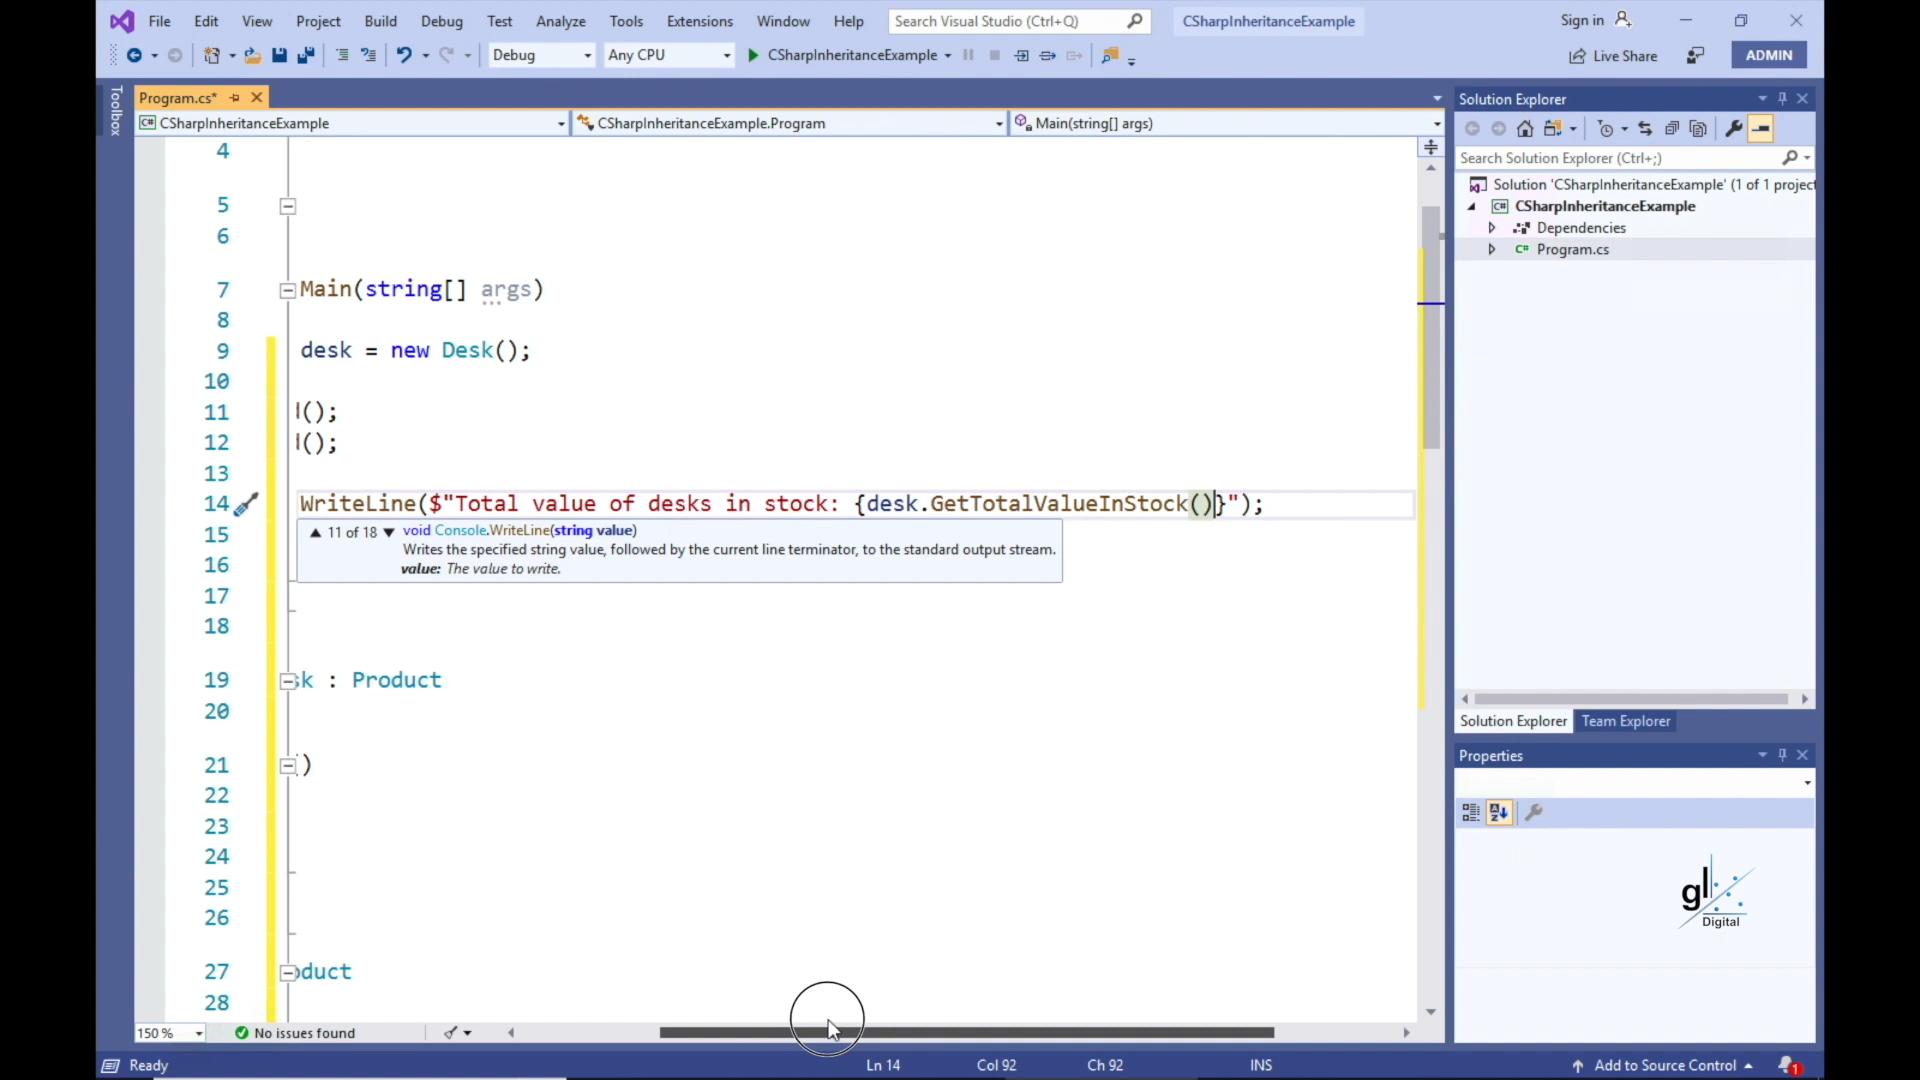 File Edit View Project Build Debug Test Analyze Tools Extensions Window Help Search Visual Studio (Ctrl+Q) CSharpInheritanceExample Sign in
Debug Any CPU CSharpInheritanceExample Live Share ADMIN
Toolbox
Program.cs*
C# CSharpInheritanceExample CSharpInheritanceExample.Program Main(string[] args)
4
5
6
7 Main(string[] args)
8
9 desk = new Desk();
10
11 l();
12 l();
13
14 WriteLine($"Total value of desks in stock: {desk.GetTotalValueInStock()}");
15 11 of 18 void Console.WriteLine(string value)
Writes the specified string value, followed by the current line terminator, to the standard output stream.
16 value: The value to write.
17
18
19 sk : Product
20
21 ()
22
23
24
25
26
27 oduct
28
150 % No issues found
Solution Explorer
Search Solution Explorer (Ctrl+;)
Solution 'CSharpInheritanceExample' (1 of 1 project
C# CSharpInheritanceExample
Dependencies
C# Program.cs
Solution Explorer Team Explorer
Properties
gl
Digital
Ready Ln 14 Col 92 Ch 92 INS Add to Source Control 1